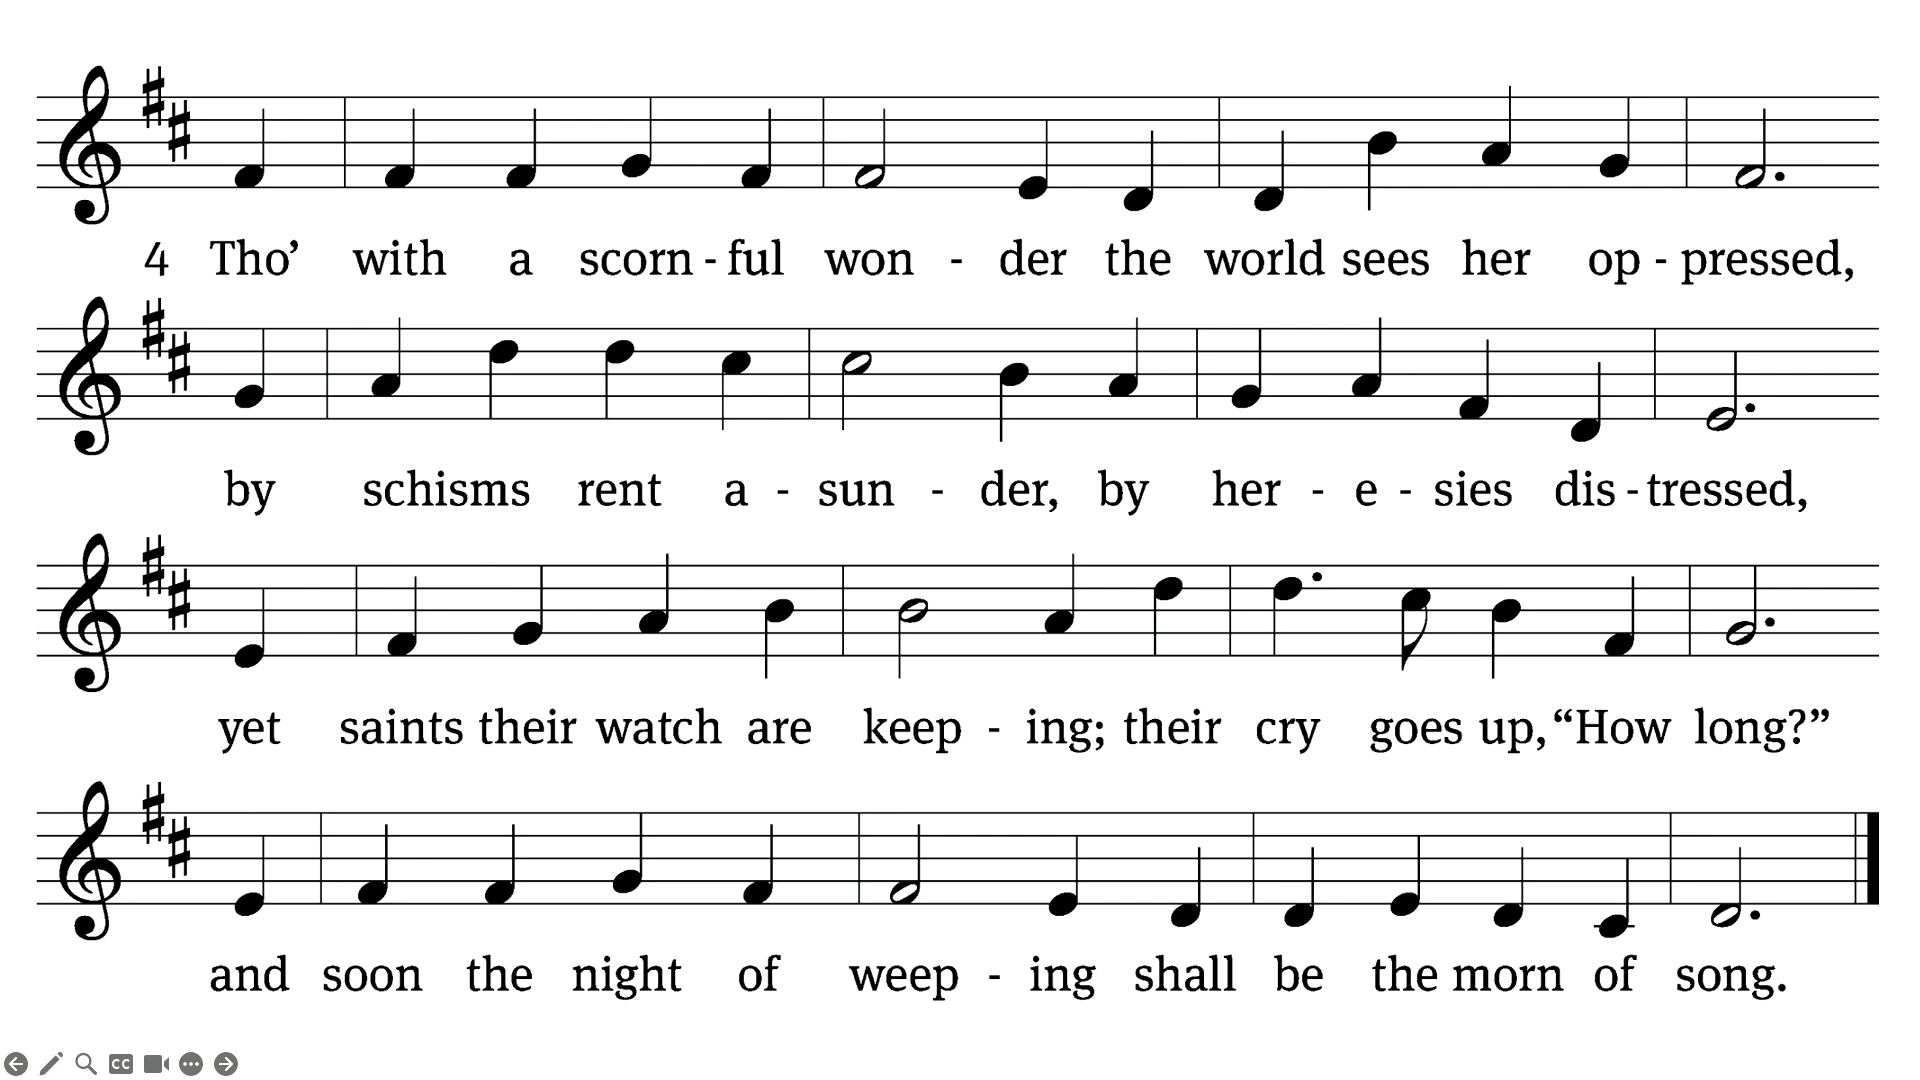 4 Tho’ with a scorn - ful won - der the world sees her op - pressed,
by schisms rent a - sun - der, by her - e - sies dis - tressed,
yet saints their watch are keep - ing; their cry goes up, “How long?”
and soon the night of weep - ing shall be the morn of song.
CC